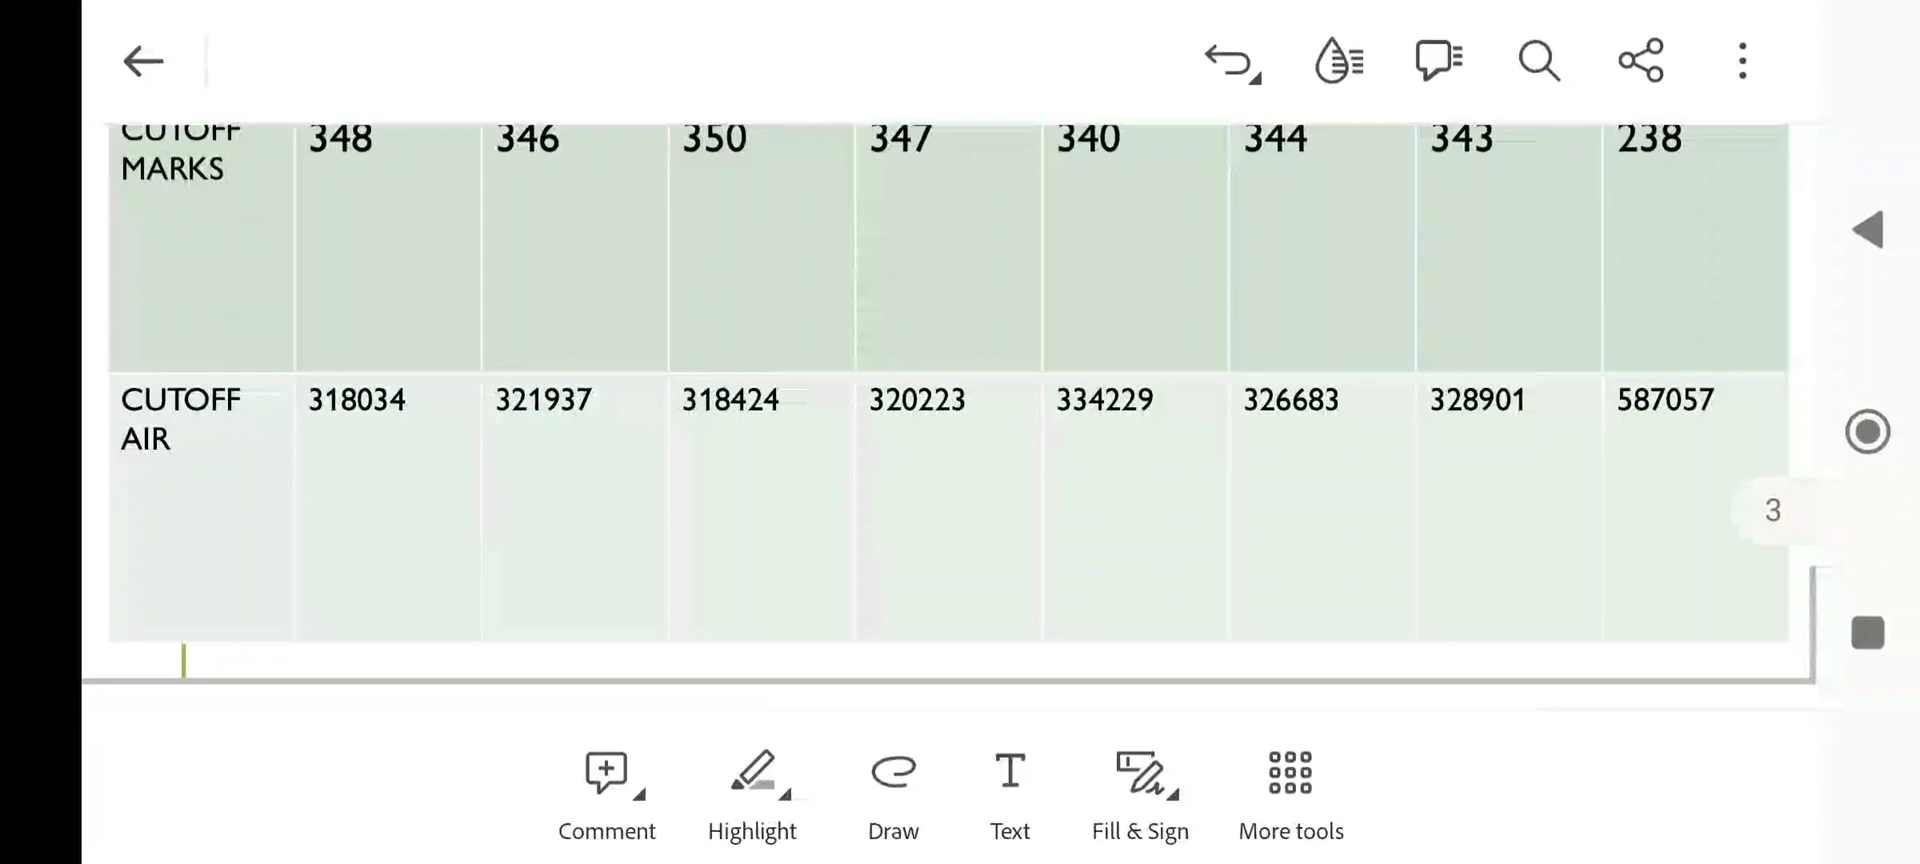 CUTOFF MARKS 348 346 350 347 340 344 343 238
CUTOFF AIR 318034 321937 318424 320223 334229 326683 328901 587057
3
Comment Highlight Draw Text Fill & Sign More tools